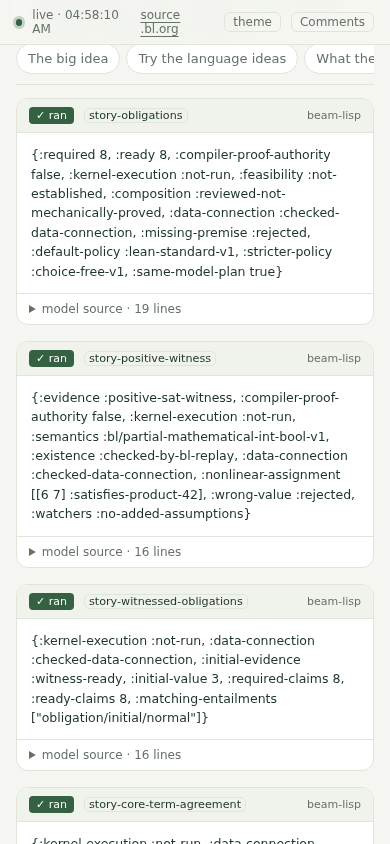 live · 04:58:10 AM
source .bl.org
theme
Comments
The big idea
Try the language ideas
What the
✓ ran
story-obligations
beam-lisp
{:required 8, :ready 8, :compiler-proof-authority
false, :kernel-execution :not-run, :feasibility :not-
established, :composition :reviewed-not-
mechanically-proved, :data-connection :checked-
data-connection, :missing-premise :rejected,
:default-policy :lean-standard-v1, :stricter-policy
:choice-free-v1, :same-model-plan true}
▶ model source · 19 lines
✓ ran
story-positive-witness
beam-lisp
{:evidence :positive-sat-witness, :compiler-proof-
authority false, :kernel-execution :not-run,
:semantics :bl/partial-mathematical-int-bool-v1,
:existence :checked-by-bl-replay, :data-connection
:checked-data-connection, :nonlinear-assignment
[[6 7] :satisfies-product-42], :wrong-value :rejected,
:watchers :no-added-assumptions}
▶ model source · 16 lines
✓ ran
story-witnessed-obligations
beam-lisp
{:kernel-execution :not-run, :data-connection
:checked-data-connection, :initial-evidence
:witness-ready, :initial-value 3, :required-claims 8,
:ready-claims 8, :matching-entailments
["obligation/initial/normal"]}
▶ model source · 16 lines
✓ ran
story-core-term-agreement
beam-lisp
{:kernel-execution :not-run, :data-connection